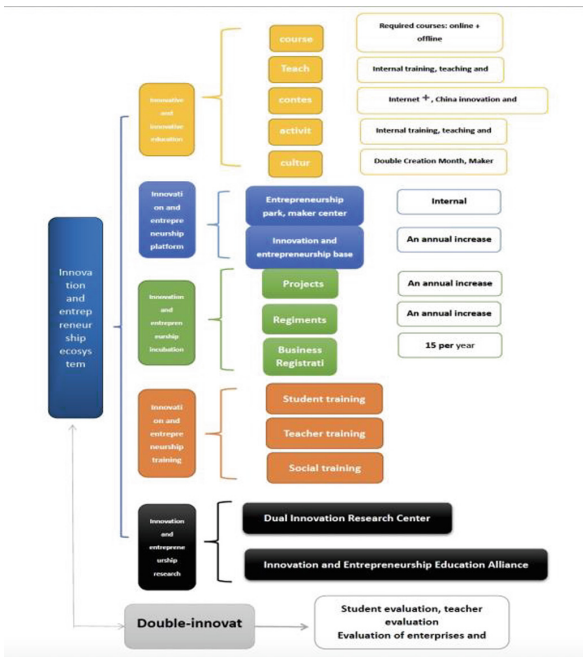 Innova
tion
and
entrep
reneur
ship
ecosys
tem
Innovative
and
innovative
education
course
Required courses: online +
offline
Teach
Internal training, teaching and
contes
Internet +, China innovation and
activit
Internal training, teaching and
cultur
Double Creation Month, Maker
Innovati
on and
entrepre
neurship
platform
Entrepreneurship
park, maker center
Internal
Innovation and
entrepreneurship base
An annual increase
Innovation
and
entrepren
eurship
incubation
Projects
An annual increase
Regiments
An annual increase
Business
Registrati
15 per year
Innovati
on and
entrepre
neurship
training
Student training
Teacher training
Social training
Innovation
and
entreprene
urship
research
Dual Innovation Research Center
Innovation and Entrepreneurship Education Alliance
Double-innovat
Student evaluation, teacher
evaluation
Evaluation of enterprises and